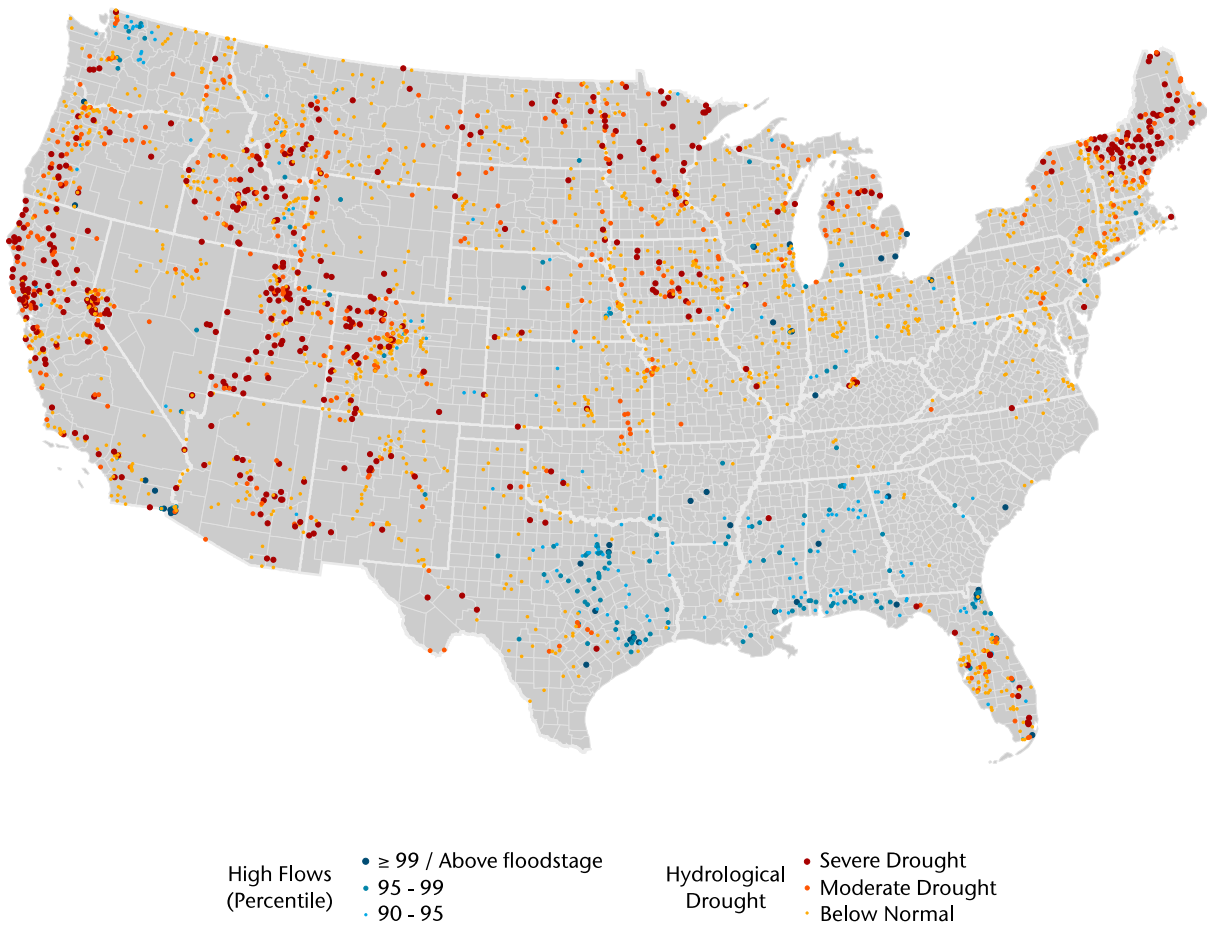 High Flows
(Percentile)
≥ 99 / Above floodstage
95 - 99
90 - 95
Hydrological
Drought
Severe Drought
Moderate Drought
Below Normal